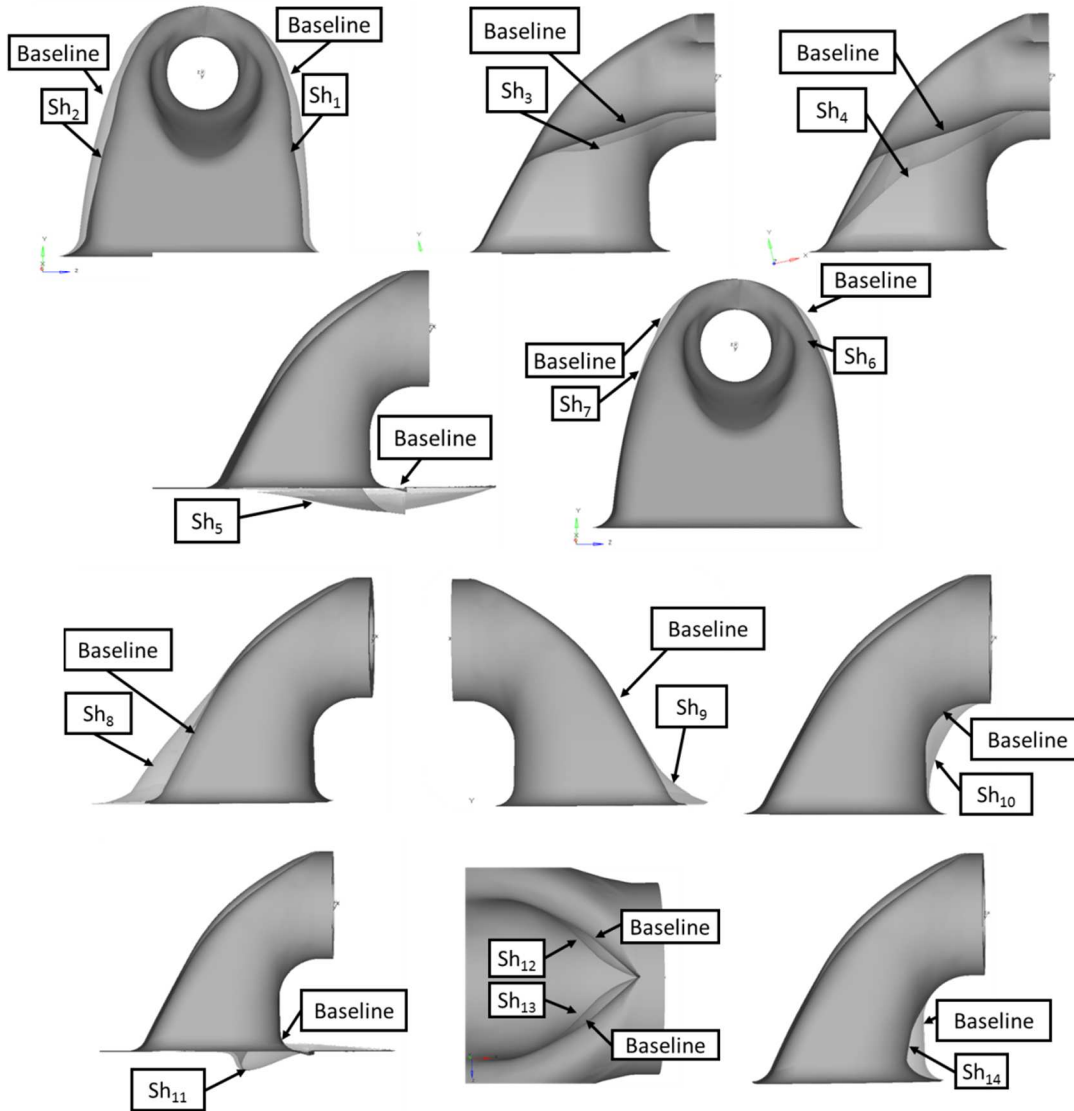 Baseline
Baseline
Sh2
Sh1
Baseline
Sh3
Baseline
Sh4
Y
X
Z
Y
Y
X
Baseline
Sh5
Baseline
Baseline
Sh7
Sh6
Y
X
Z
Baseline
Sh8
Baseline
Sh9
Y
Baseline
Sh10
Baseline
Sh11
Baseline
Sh12
Sh13
Baseline
Baseline
Sh14